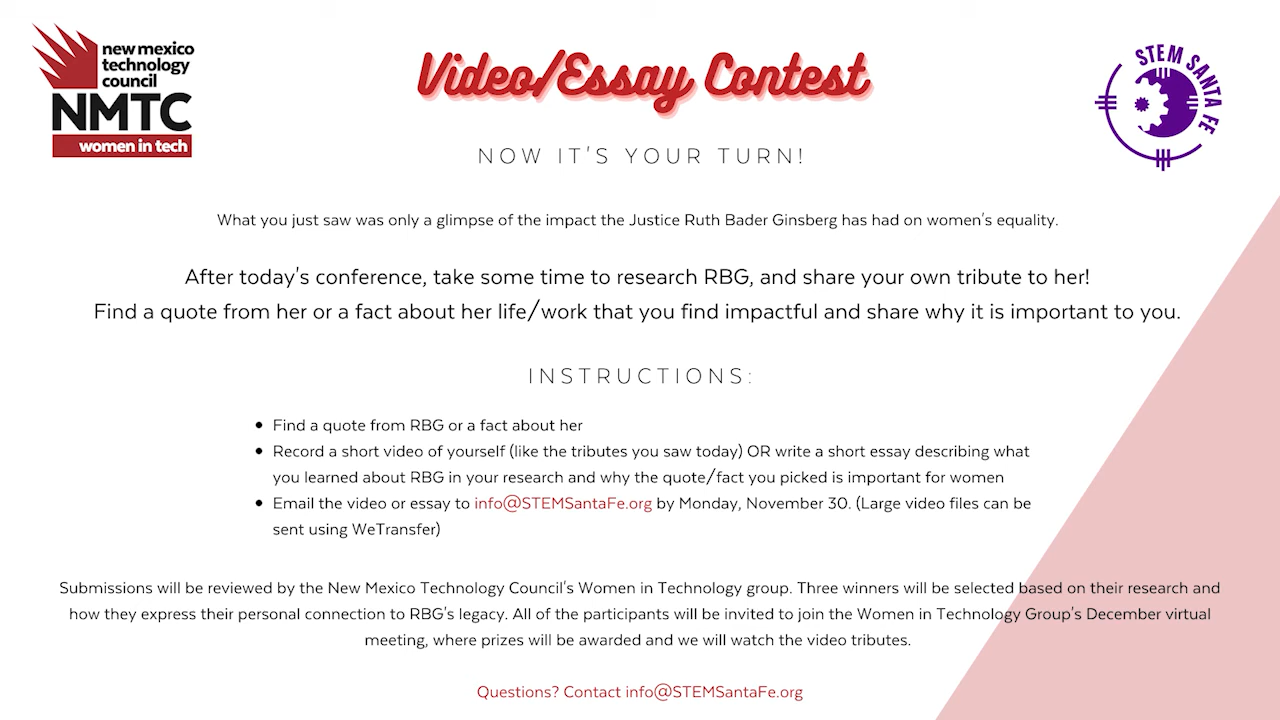 new mexico
technology
council
NMTC
women in tech
Video/Essay Contest
STEM SANTA FE
NOW IT'S YOUR TURN!
What you just saw was only a glimpse of the impact the Justice Ruth Bader Ginsberg has had on women's equality.
After today's conference, take some time to research RBG, and share your own tribute to her!
Find a quote from her or a fact about her life/work that you find impactful and share why it is important to you.
INSTRUCTIONS:
• Find a quote from RBG or a fact about her
• Record a short video of yourself (like the tributes you saw today) OR write a short essay describing what
you learned about RBG in your research and why the quote/fact you picked is important for women
• Email the video or essay to info@STEMSantaFe.org by Monday, November 30. (Large video files can be
sent using WeTransfer)
Submissions will be reviewed by the New Mexico Technology Council's Women in Technology group. Three winners will be selected based on their research and
how they express their personal connection to RBG's legacy. All of the participants will be invited to join the Women in Technology Group's December virtual
meeting, where prizes will be awarded and we will watch the video tributes.
Questions? Contact info@STEMSantaFe.org